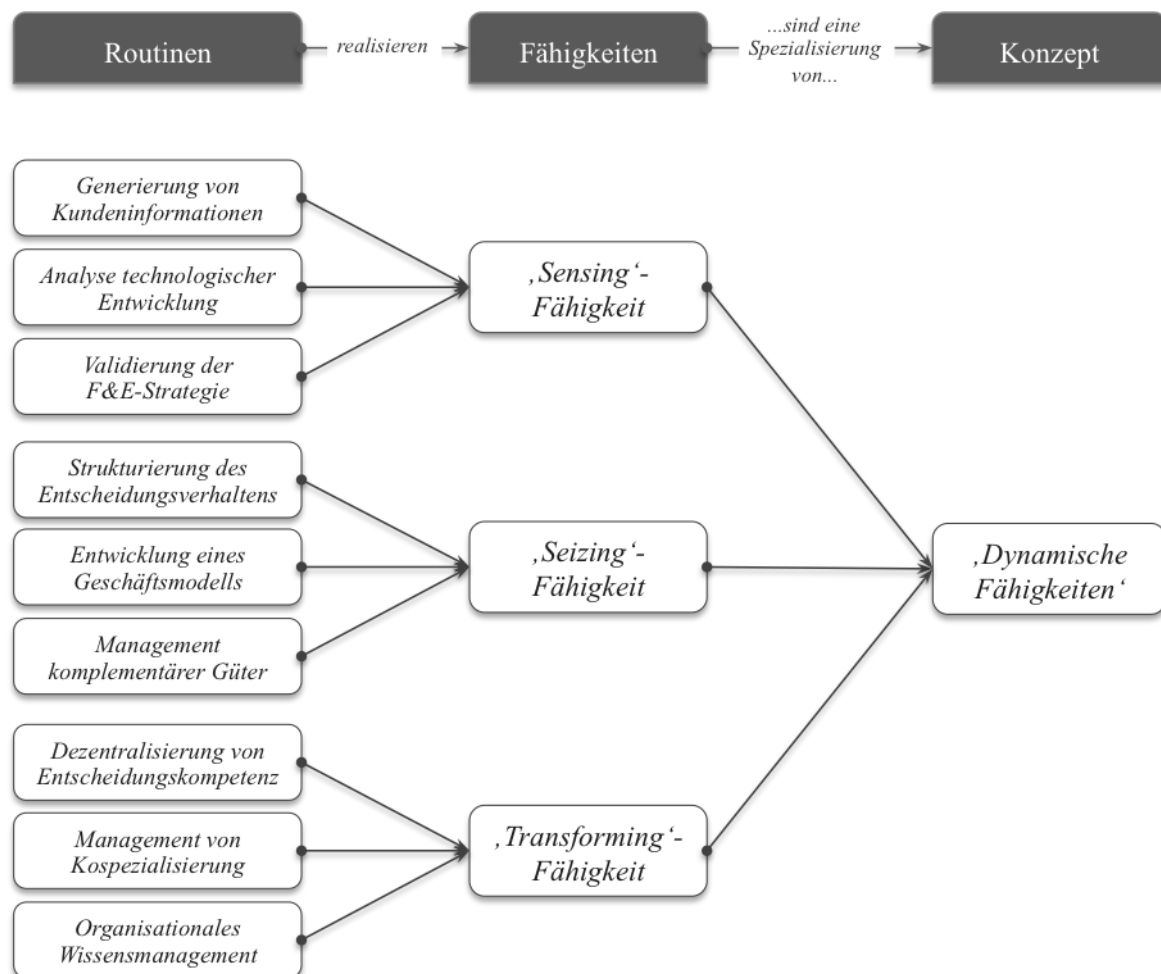 Routinen
realisieren
Fähigkeiten
...sind eine
Spezialisierung
von...
Konzept
Generierung von
Kundeninformationen
Analyse technologischer
Entwicklung
Validierung der
F&E-Strategie
‚Sensing‘-
Fähigkeit
Strukturierung des
Entscheidungsverhaltens
Entwicklung eines
Geschäftsmodells
Management
komplementärer Güter
‚Seizing‘-
Fähigkeit
‚Dynamische
Fähigkeiten‘
Dezentralisierung von
Entscheidungskompetenz
Management von
Kospezialisierung
Organisationales
Wissensmanagement
‚Transforming‘-
Fähigkeit